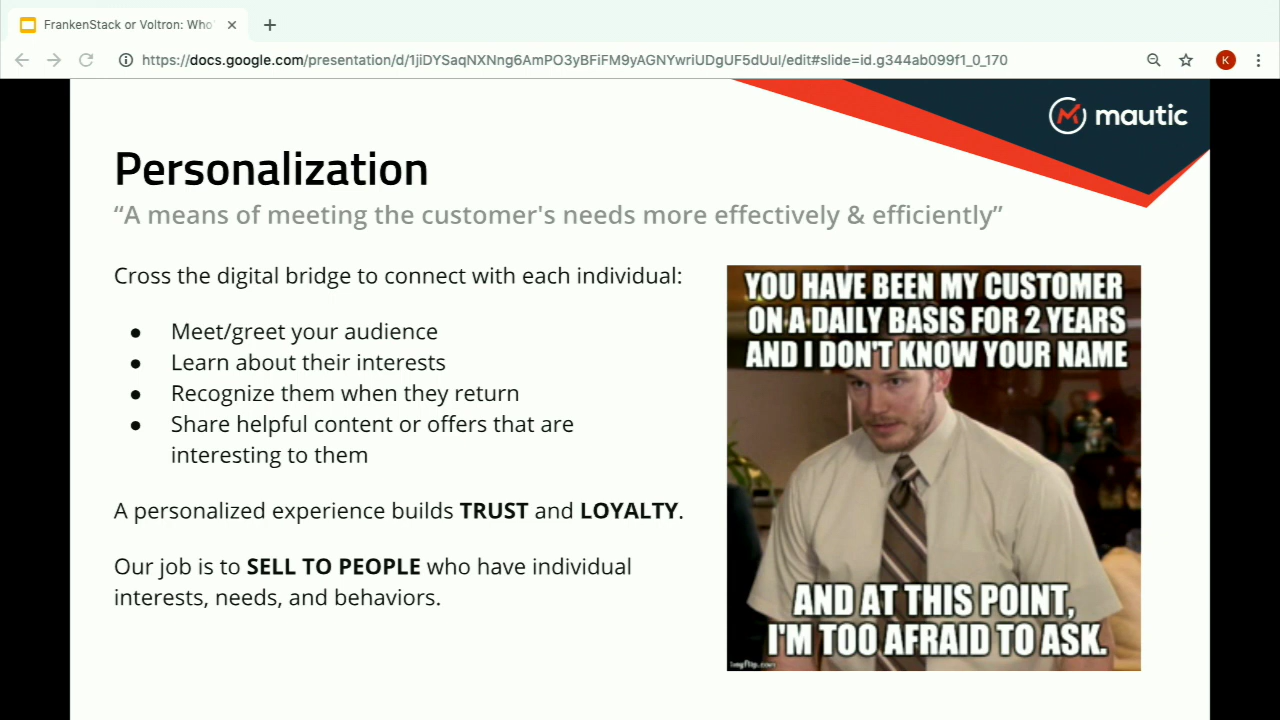 FrankenStack or Voltron: Who
https://docs.google.com/presentation/d/1jiDYSaqNXNng6AmPO3yBFiFM9yAGNYwriUDgUF5dUuI/edit#slide=id.g344ab099f1_0_170
K
mautic
Personalization
“A means of meeting the customer's needs more effectively & efficiently”
Cross the digital bridge to connect with each individual:
● Meet/greet your audience
● Learn about their interests
● Recognize them when they return
● Share helpful content or offers that are
interesting to them
A personalized experience builds TRUST and LOYALTY.
Our job is to SELL TO PEOPLE who have individual
interests, needs, and behaviors.
YOU HAVE BEEN MY CUSTOMER
ON A DAILY BASIS FOR 2 YEARS
AND I DON'T KNOW YOUR NAME
AND AT THIS POINT,
I'M TOO AFRAID TO ASK.
imgflip.com